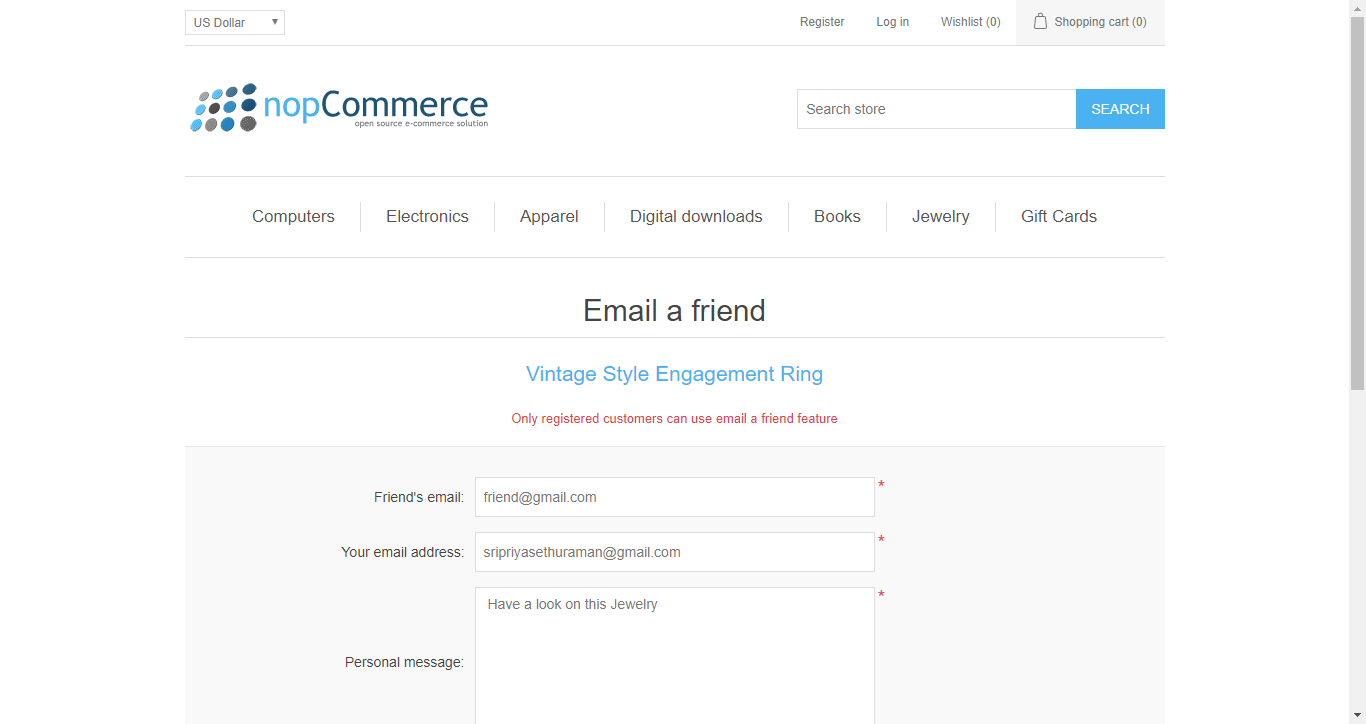 US Dollar
Register Log in Wishlist (0) Shopping cart (0)
nopCommerce
open source e-commerce solution
Search store SEARCH
Computers Electronics Apparel Digital downloads Books Jewelry Gift Cards
Email a friend
Vintage Style Engagement Ring
Only registered customers can use email a friend feature
Friend's email: friend@gmail.com *
Your email address: sripriyasethuraman@gmail.com *
Have a look on this Jewelry *
Personal message: